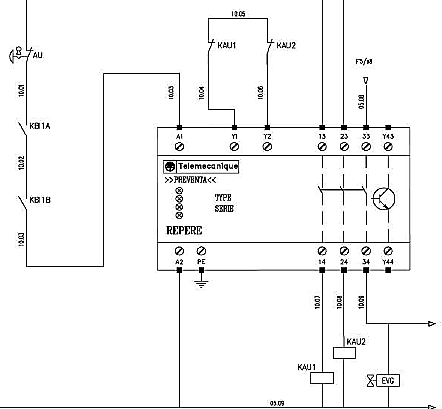 10.05
KAU1
KAU2
AU
10.01
10.03
10.04
10.06
F5/s8
05.08
KB11A
10.02
KB11B
10.03
A1
Y1
Y2
13
23
33
Y43
Telemecanique
>>PREVENTA<<
TYPE
SERIE
REPERE
A2
PE
14
24
34
Y44
10.07
10.08
10.09
KAU2
KAU1
EVG
05.09